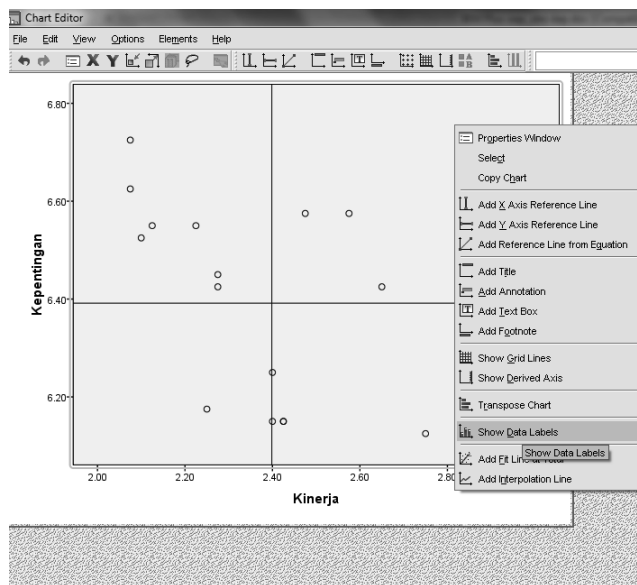 Chart Editor
File Edit View Options Elements Help
X Y
A
B
6.80
6.60
6.40
6.20
Kepentingan
2.00 2.20 2.40 2.60 2.80
Kinerja
Properties Window
Select
Copy Chart
Add X Axis Reference Line
Add Y Axis Reference Line
Add Reference Line from Equation
Add Title
Add Annotation
Add Text Box
Add Footnote
Show Grid Lines
Show Derived Axis
Transpose Chart
Show Data Labels
Show Data Labels
Add Fit Line at Total
Add Interpolation Line